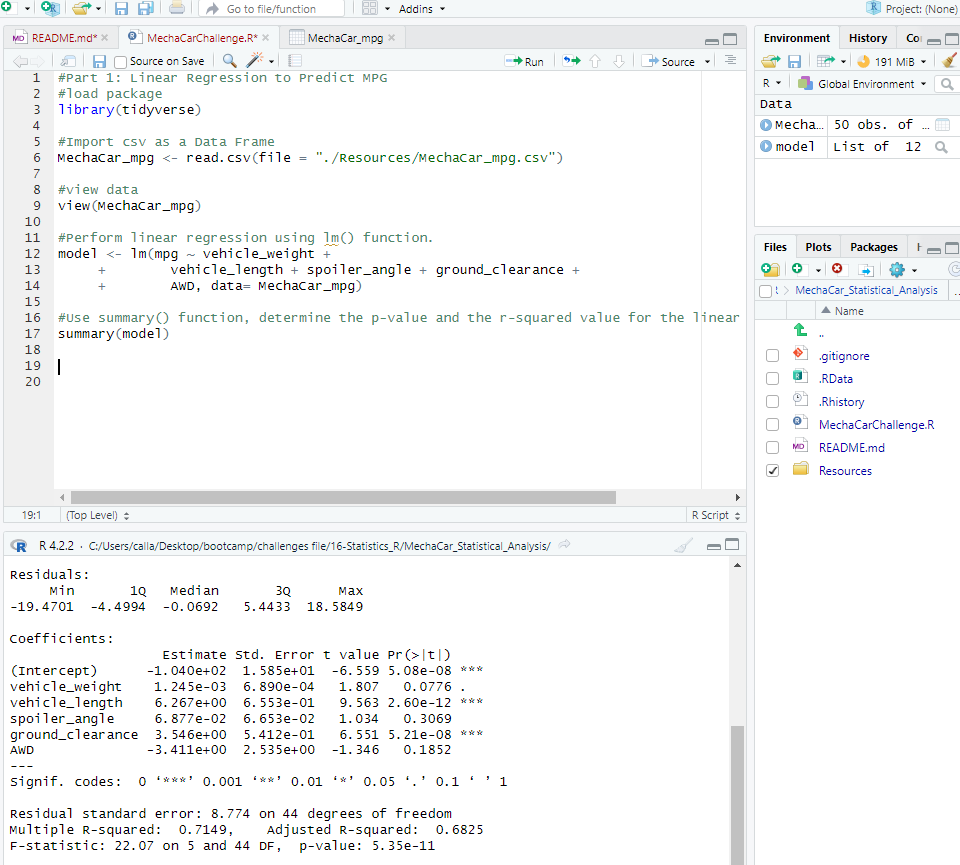 Go to file/function
Addins
Project: (None)
README.md*
MechaCarChallenge.R*
MechaCar_mpg
Source on Save
Run
Source
1 #Part 1: Linear Regression to Predict MPG
2 #load package
3 library(tidyverse)
4
5 #Import csv as a Data Frame
6 MechaCar_mpg <- read.csv(file = "./Resources/MechaCar_mpg.csv")
7
8 #view data
9 view(MechaCar_mpg)
10
11 #Perform linear regression using lm() function.
12 model <- lm(mpg ~ vehicle_weight +
13 + vehicle_length + spoiler_angle + ground_clearance +
14 + AWD, data= MechaCar_mpg)
15
16 #Use summary() function, determine the p-value and the r-squared value for the linear
17 summary(model)
18
19
20
19:1 (Top Level) R Script
R 4.2.2 · C:/Users/calla/Desktop/bootcamp/challenges file/16-Statistics_R/MechaCar_Statistical_Analysis/
Residuals:
Min 1Q Median 3Q Max
-19.4701 -4.4994 -0.0692 5.4433 18.5849
Coefficients:
Estimate Std. Error t value Pr(>|t|)
(Intercept) -1.040e+02 1.585e+01 -6.559 5.08e-08 ***
vehicle_weight 1.245e-03 6.890e-04 1.807 0.0776 .
vehicle_length 6.267e+00 6.553e-01 9.563 2.60e-12 ***
spoiler_angle 6.877e-02 6.653e-02 1.034 0.3069
ground_clearance 3.546e+00 5.412e-01 6.551 5.21e-08 ***
AWD -3.411e+00 2.535e+00 -1.346 0.1852
---
Signif. codes: 0 ‘***’ 0.001 ‘**’ 0.01 ‘*’ 0.05 ‘.’ 0.1 ‘ ’ 1
Residual standard error: 8.774 on 44 degrees of freedom
Multiple R-squared: 0.7149, Adjusted R-squared: 0.6825
F-statistic: 22.07 on 5 and 44 DF, p-value: 5.35e-11
Environment History Co
191 MiB
R Global Environment
Data
Mecha… 50 obs. of …
model List of 12
Files Plots Packages
MechaCar_Statistical_Analysis
Name
..
.gitignore
.RData
.Rhistory
MechaCarChallenge.R
README.md
Resources